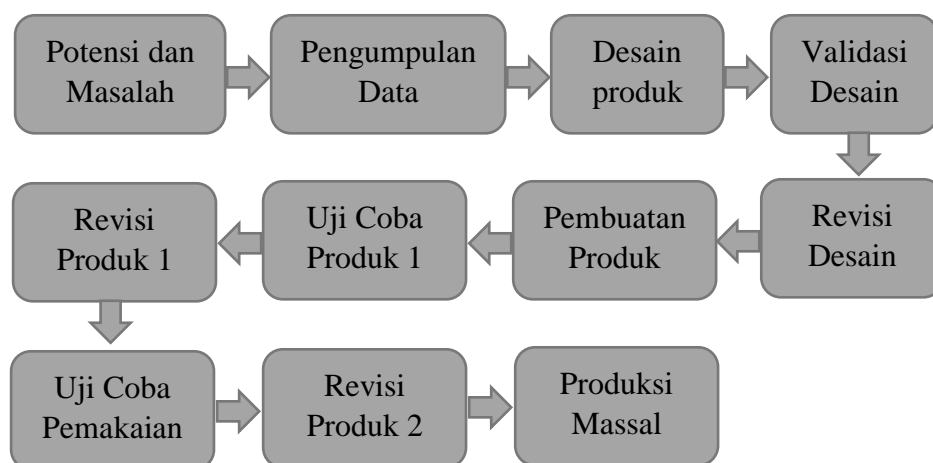 Potensi dan
Masalah
Pengumpulan
Data
Desain
produk
Validasi
Desain
Revisi
Desain
Pembuatan
Produk
Uji Coba
Produk 1
Revisi
Produk 1
Uji Coba
Pemakaian
Revisi
Produk 2
Produksi
Massal